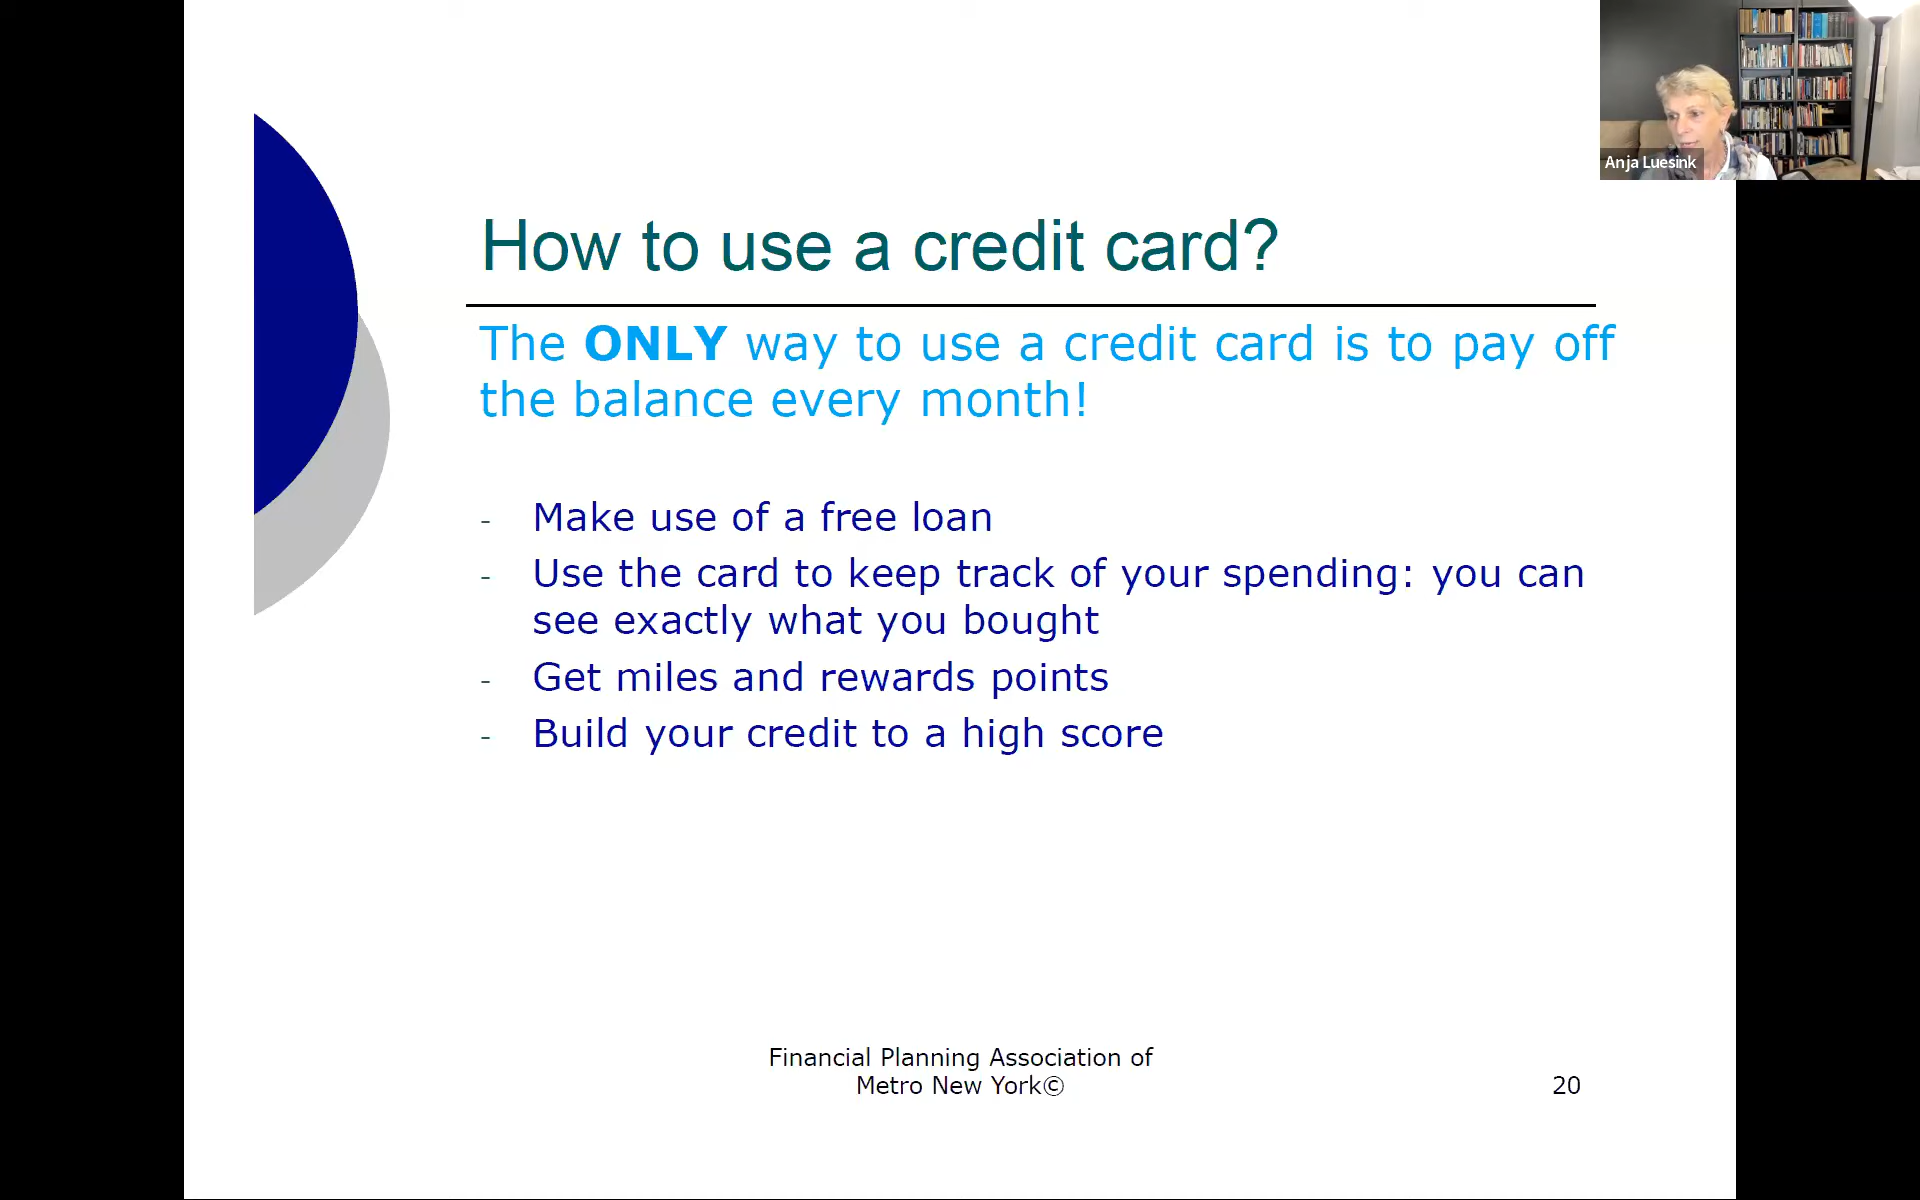 Anja Luesink
How to use a credit card?
The ONLY way to use a credit card is to pay off
the balance every month!
- Make use of a free loan
- Use the card to keep track of your spending: you can
see exactly what you bought
- Get miles and rewards points
- Build your credit to a high score
Financial Planning Association of
Metro New York©
20